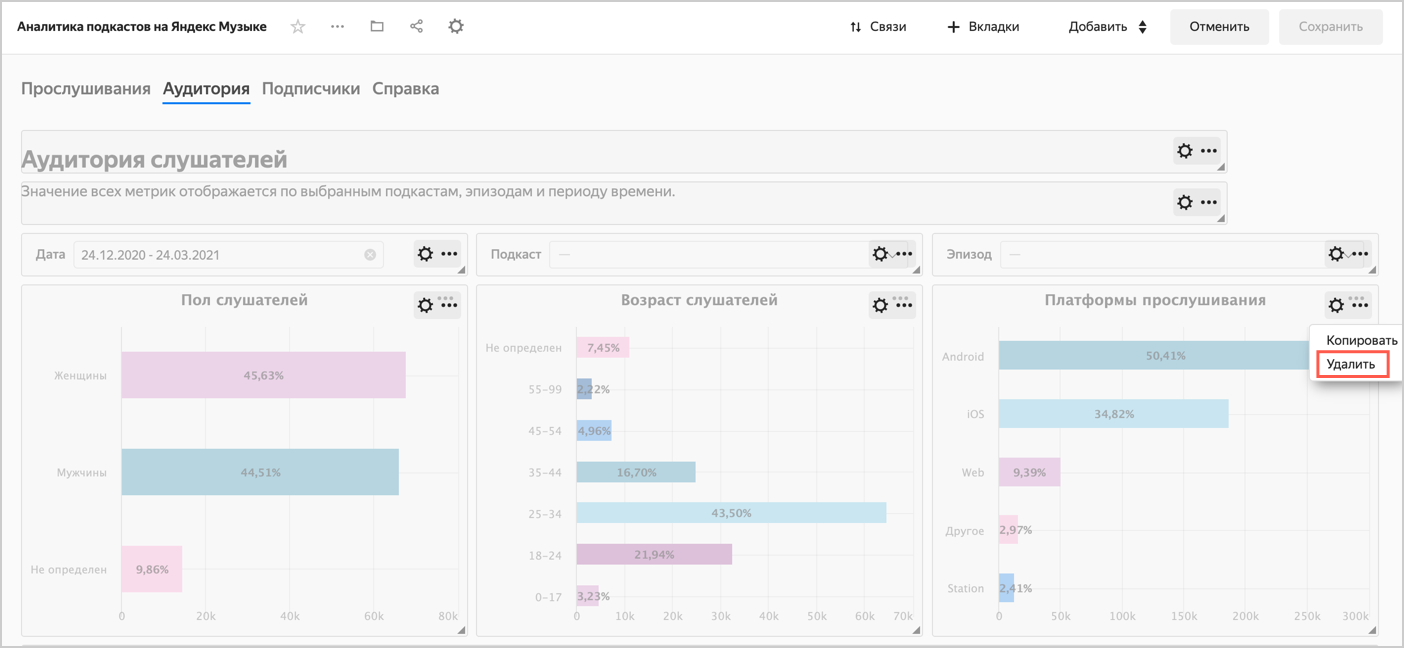 Аналитика подкастов на Яндекс Музыке
Связи
Вкладки
Добавить
Отменить
Сохранить
Прослушивания Аудитория Подписчики Справка
Аудитория слушателей
Значение всех метрик отображается по выбранным подкастам, эпизодам и периоду времени.
Дата 24.12.2020 - 24.03.2021
Подкаст —
Эпизод —
Пол слушателей
Женщины 45,63%
Мужчины 44,51%
Не определен 9,86%
0 20k 40k 60k 80k
Возраст слушателей
Не определен 7,45%
55–99 2,22%
45–54 4,96%
35–44 16,70%
25–34 43,50%
18–24 21,94%
0–17 3,23%
0 10k 20k 30k 40k 50k 60k 70k
Платформы прослушивания
Android 50,41%
iOS 34,82%
Web 9,39%
Другое 2,97%
Station 2,41%
0 50k 100k 150k 200k 250k 300k
Копировать
Удалить